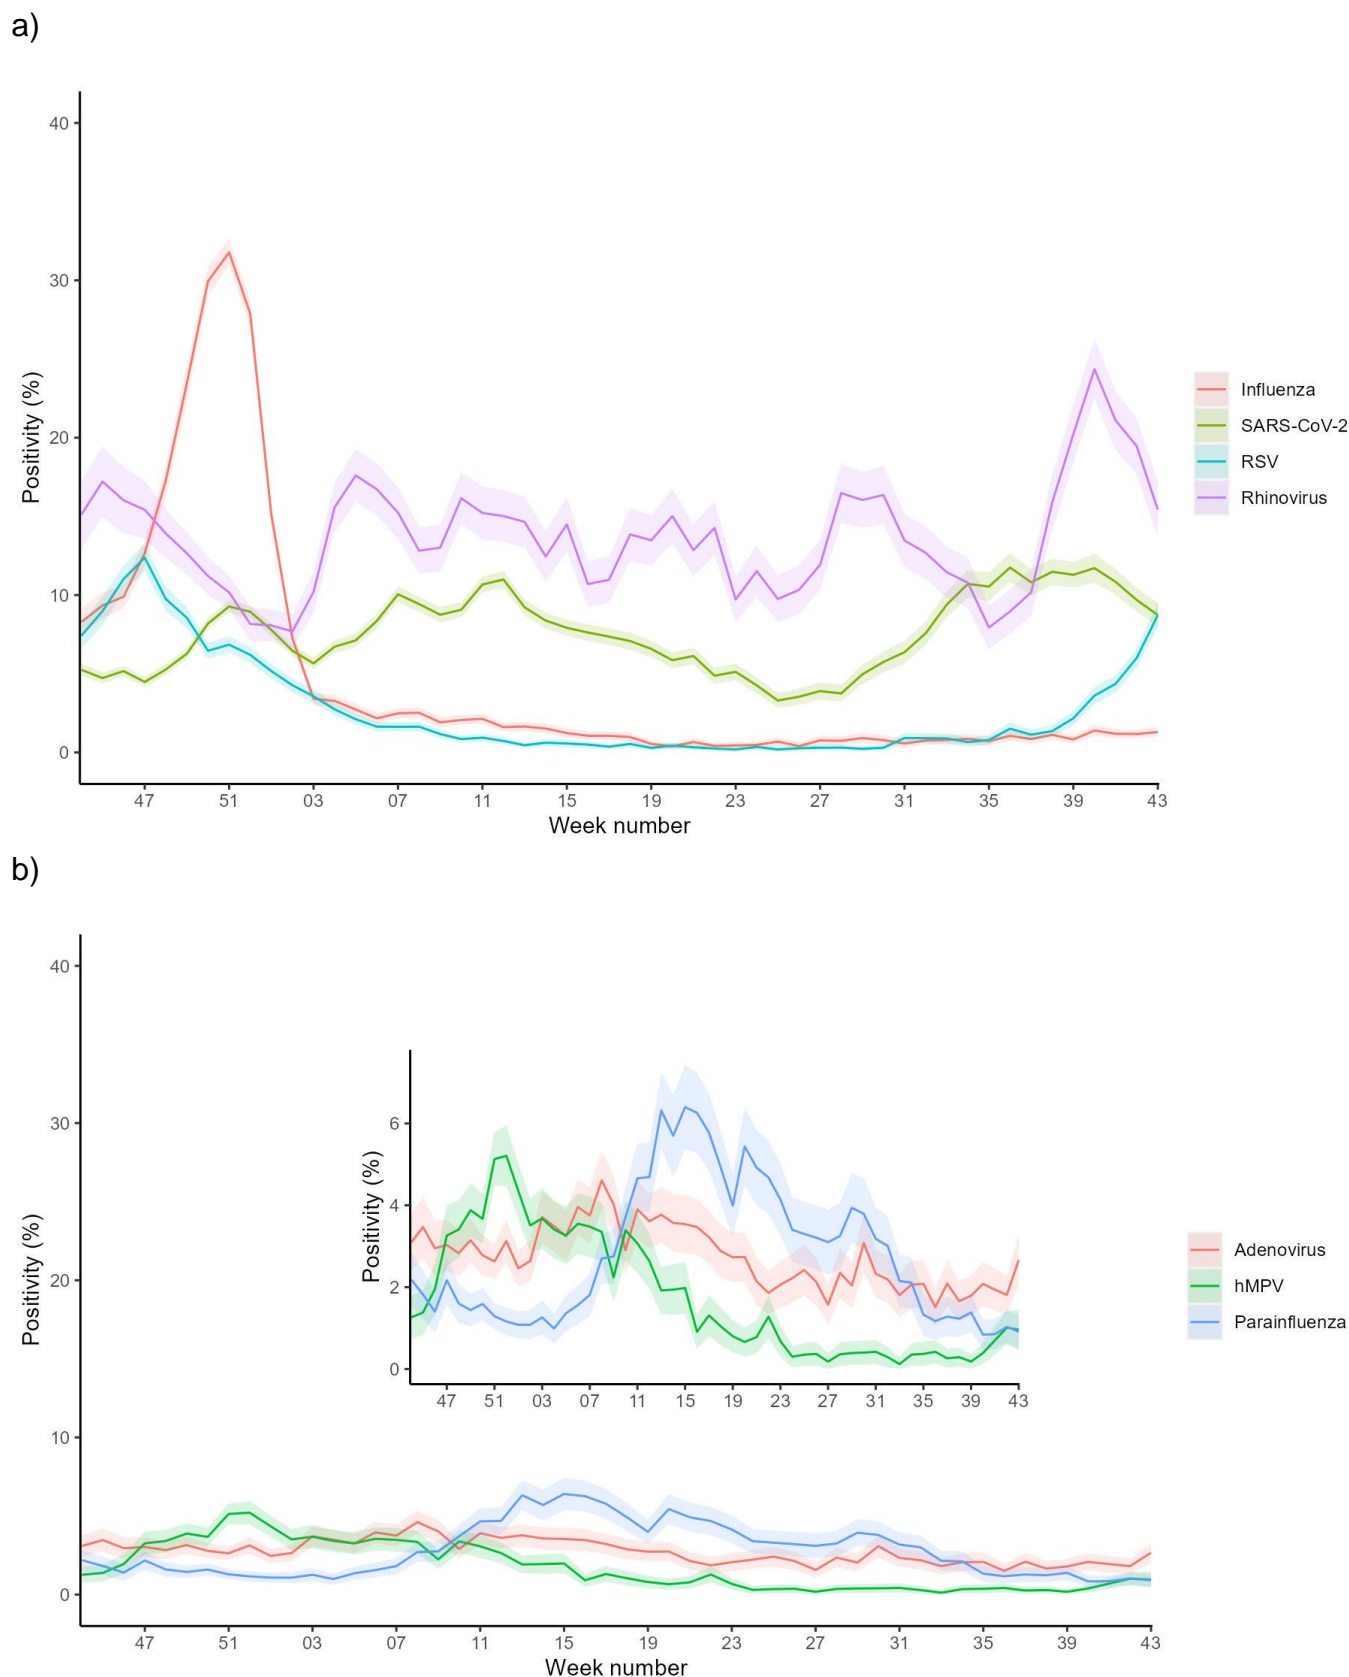 a)
40
30
20
10
0
Positivity (%)
47 51 03 07 11 15 19 23 27 31 35 39 43
Week number
Influenza
SARS-CoV-2
RSV
Rhinovirus
b)
40
30
20
10
0
Positivity (%)
6
4
2
0
Positivity (%)
47 51 03 07 11 15 19 23 27 31 35 39 43
47 51 03 07 11 15 19 23 27 31 35 39 43
Week number
Adenovirus
hMPV
Parainfluenza